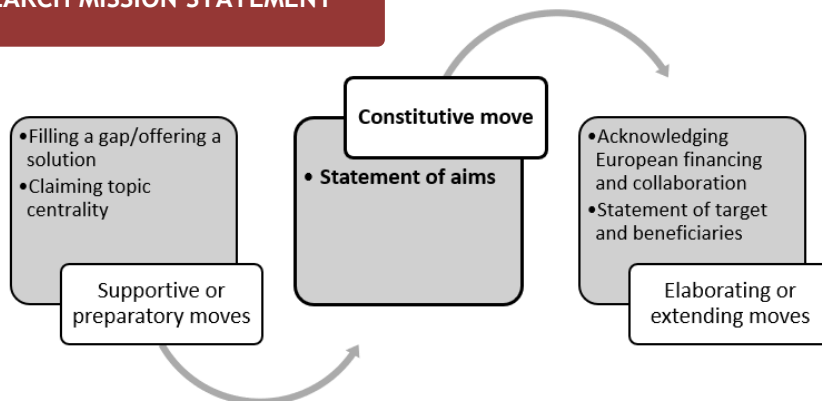 MISSION STATEMENT
•Filling a gap/offering a
solution
•Claiming topic
centrality
Supportive or
preparatory moves
Constitutive move
• Statement of aims
•Acknowledging
European financing
and collaboration
•Statement of target
and beneficiaries
Elaborating or
extending moves